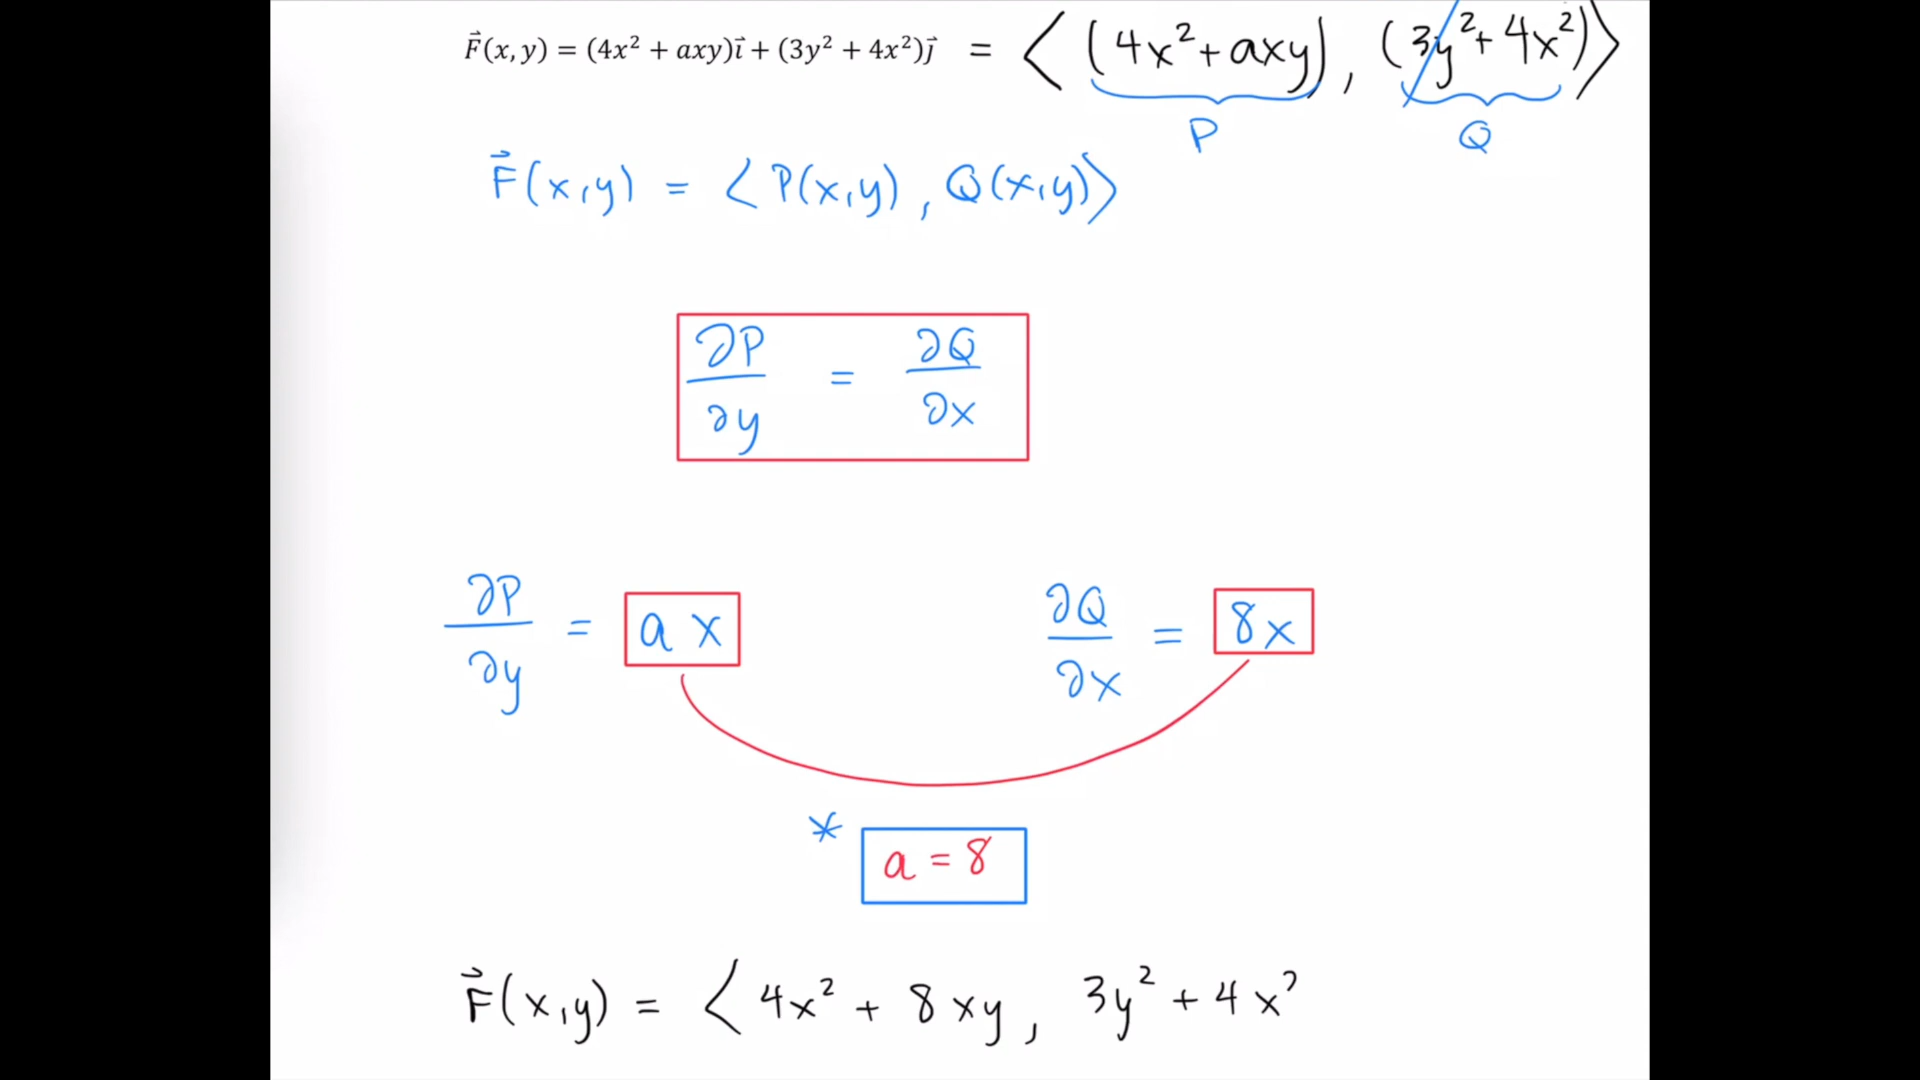 F⃗(x, y) = (4x² + axy)i⃗ + (3y² + 4x²)j⃗ = ⟨(4x² + axy), (3y² + 4x²)⟩
P Q
F⃗(x,y) = ⟨P(x,y), Q(x,y)⟩
∂P/∂y = ∂Q/∂x
∂P/∂y = a x ∂Q/∂x = 8x
* a = 8
F⃗(x,y) = ⟨4x² + 8xy, 3y² + 4x²